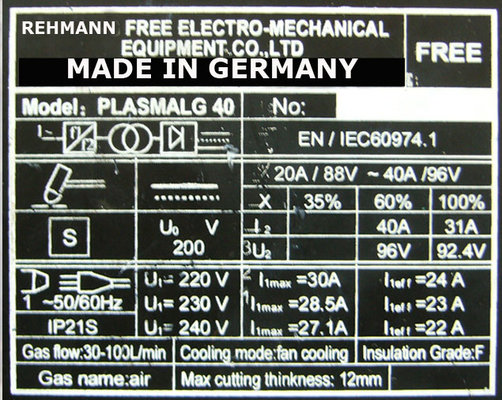 REHMANN FREE ELECTRO-MECHANICAL
EQUIPMENT CO.,LTD
FREE
MADE IN GERMANY
Model: PLASMALG 40 No:
EN / IEC60974.1
20A / 88V ~ 40A /96V
X 35% 60% 100%
S U0 V 200
I2 40A 31A
U2 96V 92.4V
1 ~50/60Hz
IP21S
U1= 220 V I1max =30A I1eff =24 A
U1= 230 V I1max =28.5A I1eff =23 A
U1= 240 V I1max =27.1A I1eff =22 A
Gas flow:30-100L/min Cooling mode:fan cooling Insulation Grade:F
Gas name:air Max cutting thinkness: 12mm